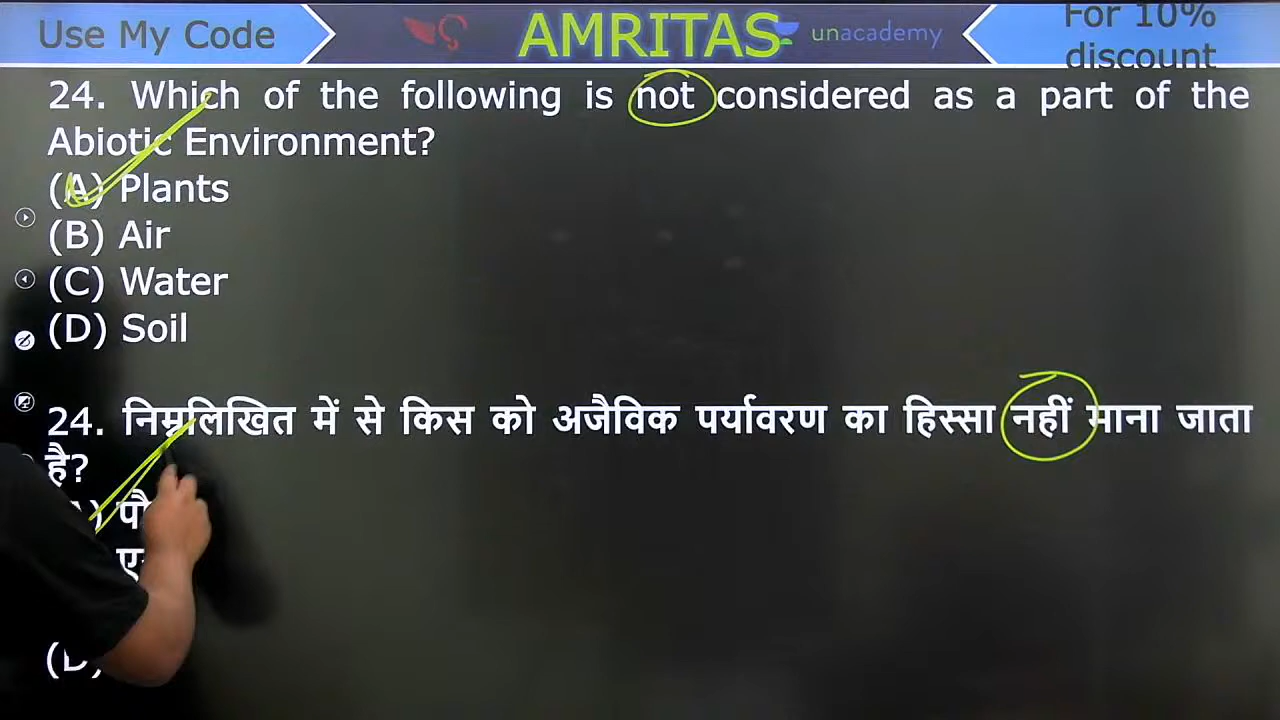 Use My Code
AMRITAS
unacademy
For 10%
discount
24. Which of the following is not considered as a part of the
Abiotic Environment?
(A) Plants
(B) Air
(C) Water
(D) Soil
24. निम्नलिखित में से किस को अजैविक पर्यावरण का हिस्सा नहीं माना जाता
है?